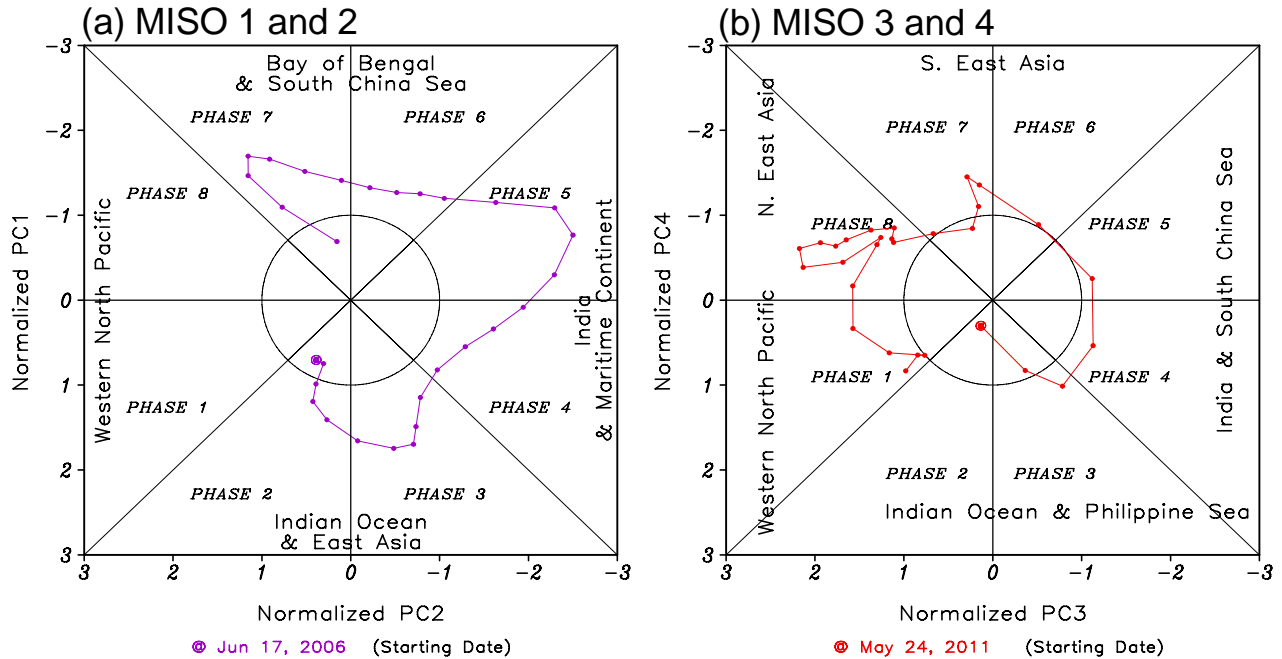 (a) MISO 1 and 2
-3
-2
-1
0
1
2
3
3
2
1
0
-1
-2
-3
Normalized PC1
Normalized PC2
Bay of Bengal
& South China Sea
PHASE 7
PHASE 6
PHASE 8
PHASE 5
Western North Pacific
India
& Maritime Continent
PHASE 1
PHASE 4
PHASE 2
PHASE 3
Indian Ocean
& East Asia
@ Jun 17, 2006 (Starting Date)
(b) MISO 3 and 4
-3
-2
-1
0
1
2
3
3
2
1
0
-1
-2
-3
Normalized PC4
Normalized PC3
S. East Asia
N. East Asia
PHASE 7
PHASE 6
PHASE 8
PHASE 5
India & South China Sea
Western North Pacific
PHASE 1
PHASE 4
PHASE 2
PHASE 3
Indian Ocean & Philippine Sea
@ May 24, 2011 (Starting Date)